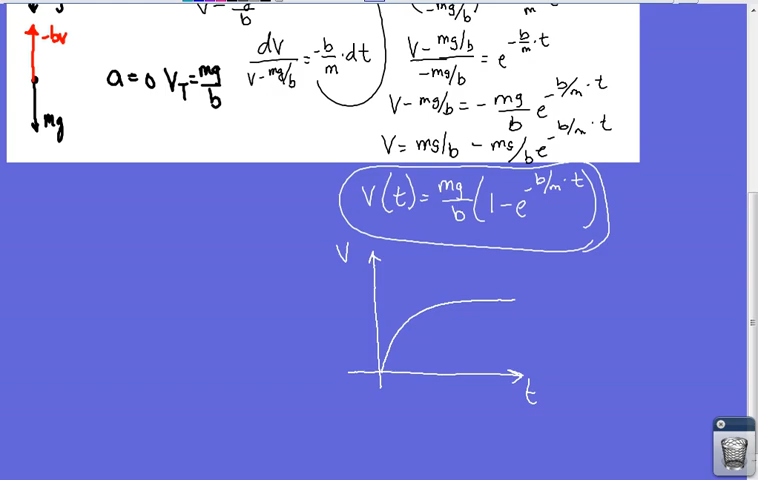 -bv
mg
a=0 V_T=mg/b
dv/(v-mg/b) = -b/m · dt
(V-mg/b)/(-mg/b) = e^(-b/m · t)
V-mg/b = -mg/b e^(-b/m · t)
V = mg/b - mg/b e^(-b/m · t)
V(t) = mg/b (1-e^(-b/m · t))
V
t